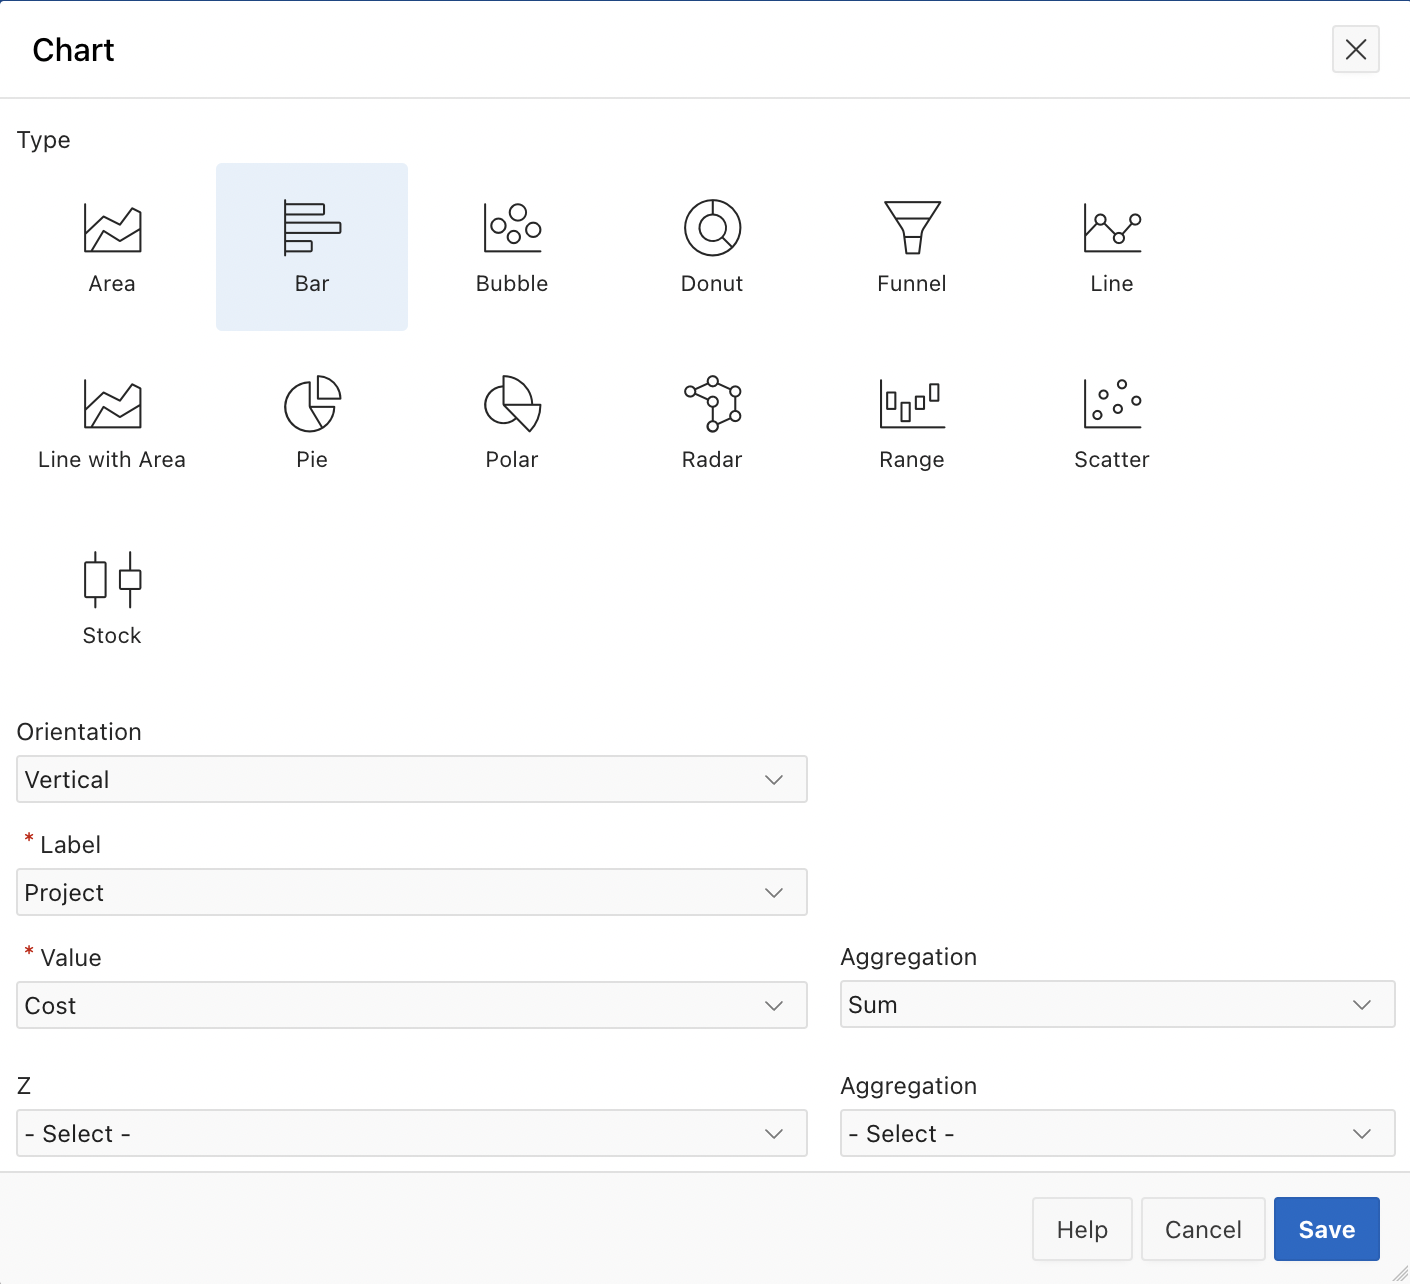 Chart
Type
Area
Bar
Bubble
Donut
Funnel
Line
Line with Area
Pie
Polar
Radar
Range
Scatter
Stock
Orientation
Vertical
* Label
Project
* Value
Aggregation
Cost
Sum
Z
Aggregation
- Select -
- Select -
Help
Cancel
Save